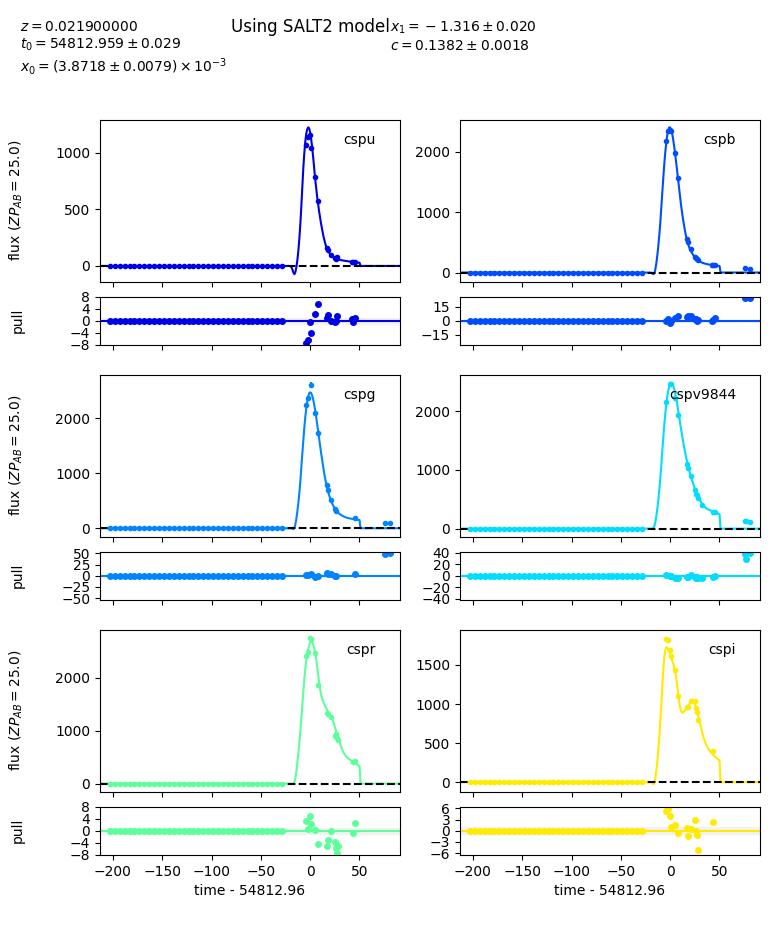 z = 0.021900000
Using SALT2 model
x₁ = −1.316 ± 0.020
t₀ = 54812.959 ± 0.029
c = 0.1382 ± 0.0018
x₀ = (3.8718 ± 0.0079) × 10⁻³
cspu
1000
500
0
flux (ZP_AB = 25.0)
cspb
2000
1000
0
8
4
0
−4
−8
pull
15
0
−15
cspg
2000
1000
0
flux (ZP_AB = 25.0)
cspv9844
2000
1000
0
50
25
0
−25
−50
pull
40
20
0
−20
−40
cspr
2000
1000
0
flux (ZP_AB = 25.0)
cspi
1500
1000
500
0
8
4
0
−4
−8
pull
6
3
0
−3
−6
−200 −150 −100 −50 0 50
−200 −150 −100 −50 0 50
time - 54812.96
time - 54812.96